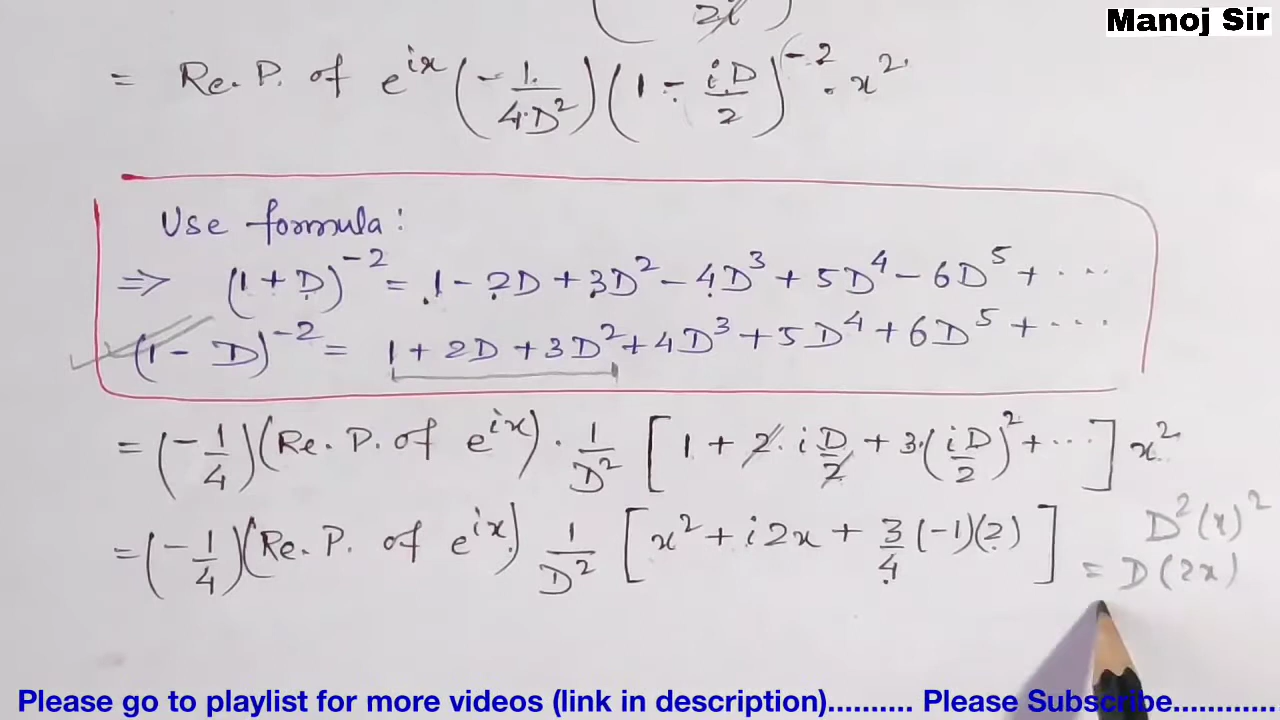 Manoj Sir
2i
= Re. P. of e^{ix} (-1/4.D²) (1 - iD/2)^{-2} . x²
Use formula:
⇒ (1 + D)^{-2} = 1 - 2D + 3D² - 4D³ + 5D⁴ - 6D⁵ + ...
(1 - D)^{-2} = 1 + 2D + 3D² + 4D³ + 5D⁴ + 6D⁵ + ...
= (-1/4) (Re. P. of e^{ix}) . 1/D² [1 + 2. iD/2 + 3.(iD/2)² + ...] x²
= (-1/4) (Re. P. of e^{ix}) 1/D² [x² + i2x + 3/4 (-1)(2)]
D²(x)²
= D(2x)
Please go to playlist for more videos (link in description).......... Please Subscribe............